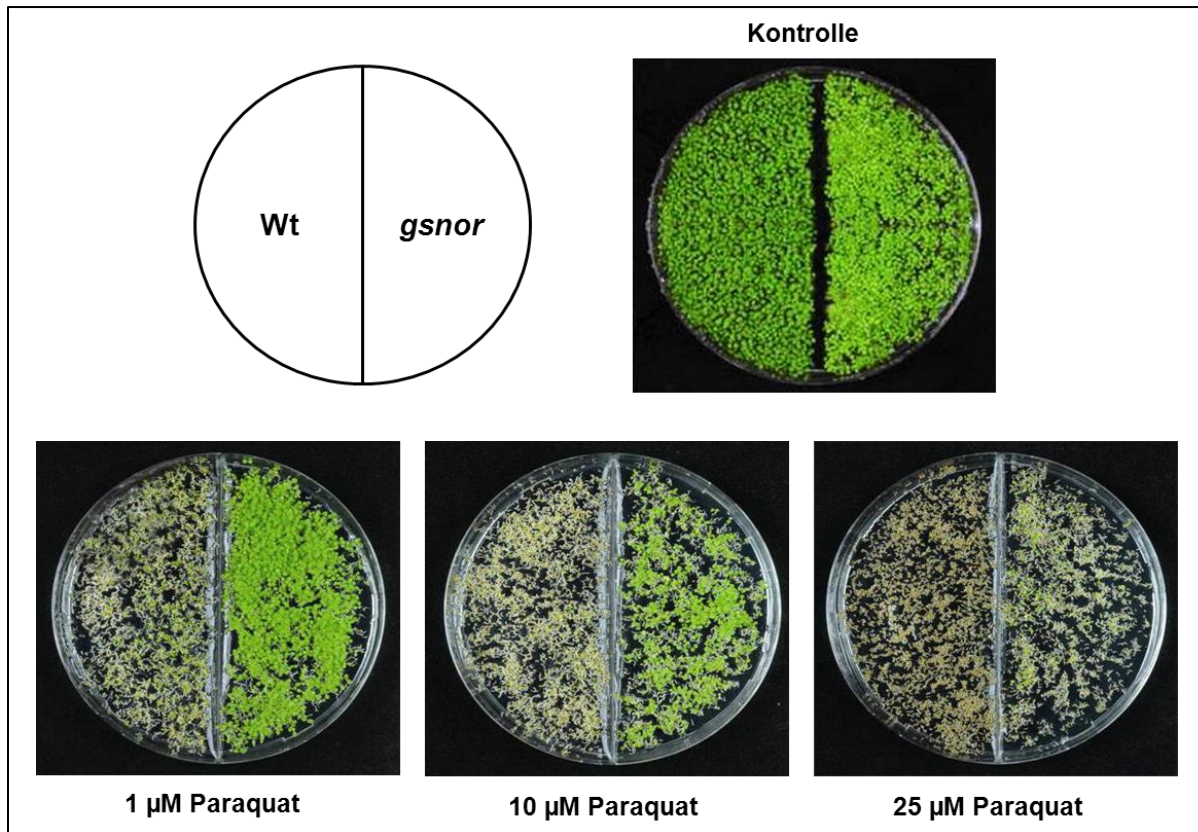 Kontrolle
Wt
gsnor
1 µM Paraquat
10 µM Paraquat
25 µM Paraquat